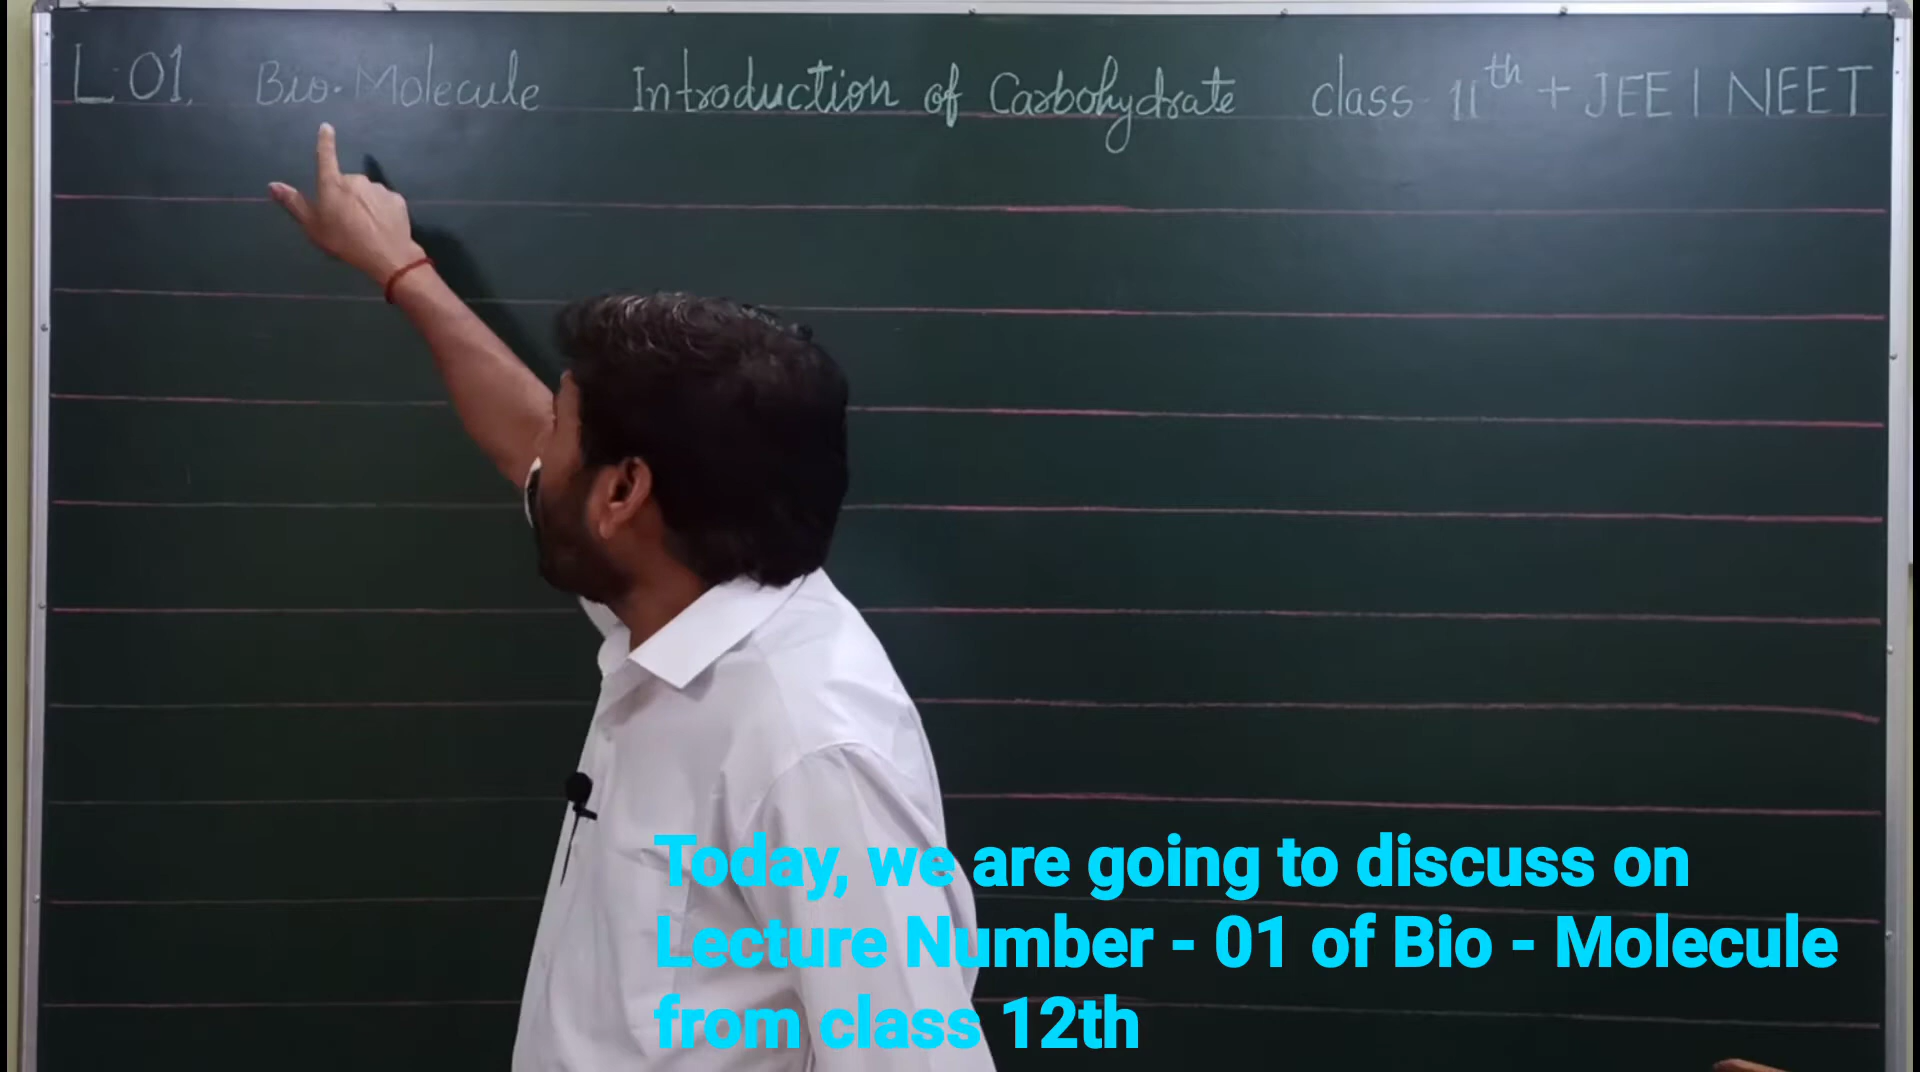 L-01. Bio-Molecule Introduction of Carbohydrate class 11th + JEE | NEET
Today, we are going to discuss on
Lecture Number - 01 of Bio - Molecule
from class 12th